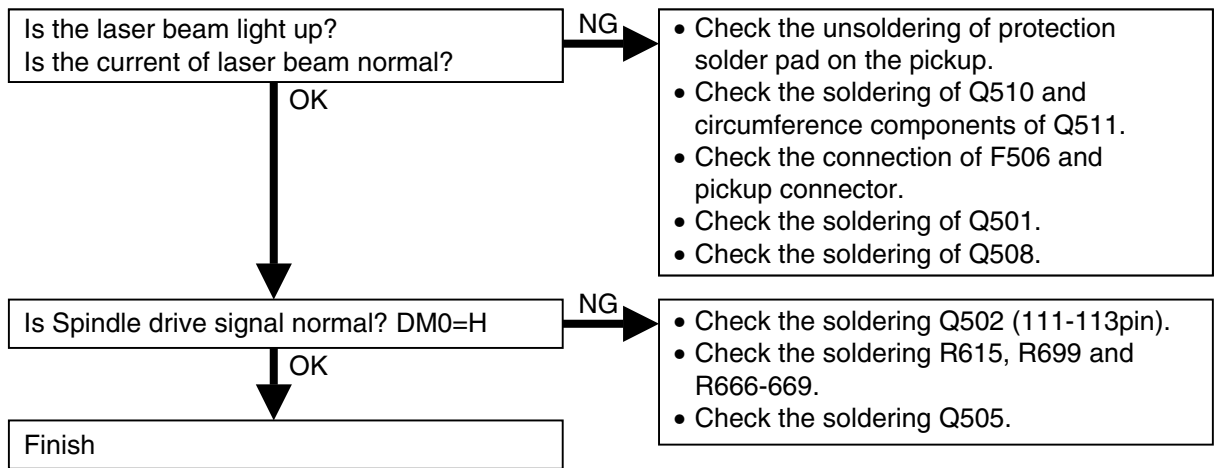 Is the laser beam light up?
Is the current of laser beam normal?
NG
• Check the unsoldering of protection
solder pad on the pickup.
• Check the soldering of Q510 and
circumference components of Q511.
• Check the connection of F506 and
pickup connector.
• Check the soldering of Q501.
• Check the soldering of Q508.
OK
Is Spindle drive signal normal? DM0=H
NG
• Check the soldering Q502 (111-113pin).
• Check the soldering R615, R699 and
R666-669.
• Check the soldering Q505.
OK
Finish